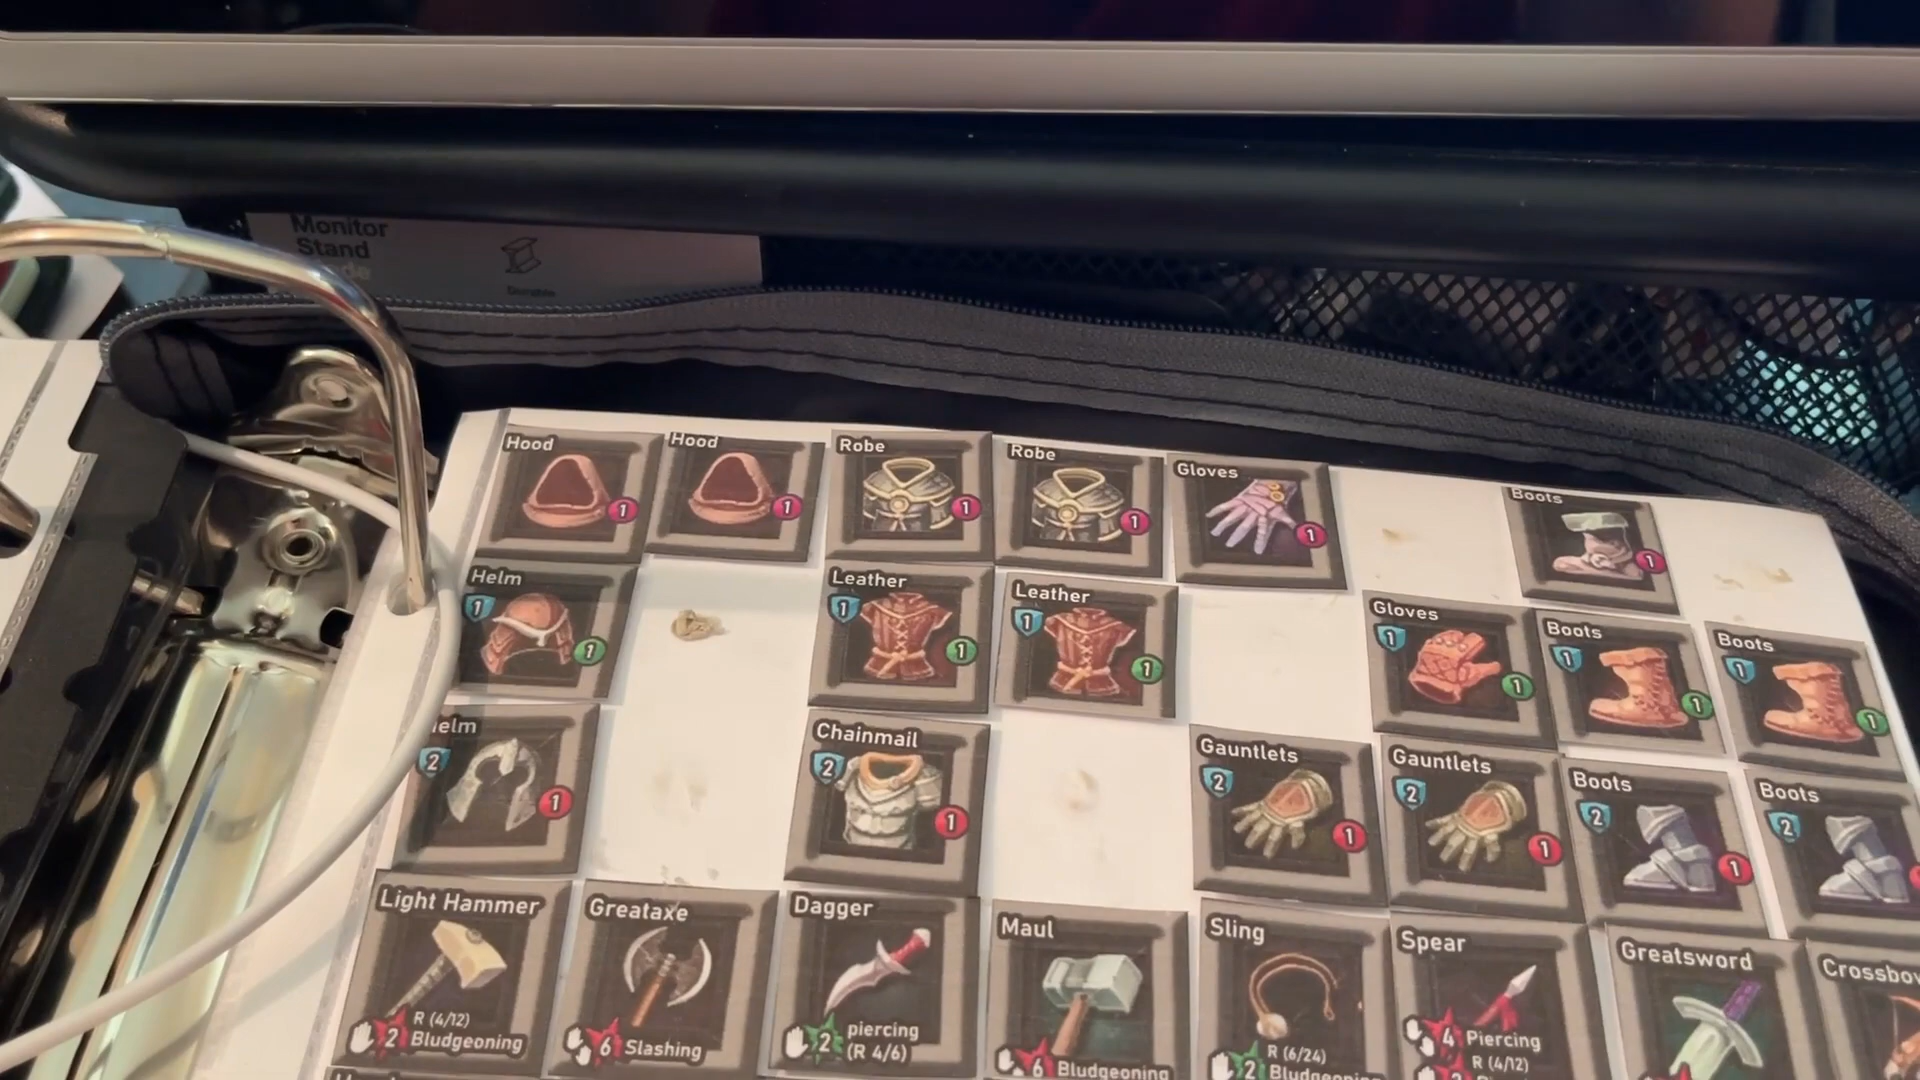 Monitor
Stand
Durable
Hood
1
Hood
1
Robe
1
Robe
1
Gloves
1
Boots
1
Helm
1
1
Leather
1
1
Leather
1
1
Gloves
1
1
Boots
1
1
Boots
1
1
elm
2
1
Chainmail
2
1
Gauntlets
2
1
Gauntlets
2
1
Boots
2
1
Boots
2
Light Hammer
2
R (4/12)
Bludgeoning
Greataxe
6 Slashing
Dagger
2
piercing
(R 4/6)
Maul
6 Bludgeoning
Sling
R (6/24)
2 Bludgeoning
Spear
4 Piercing
R (4/12)
Greatsword
Crossbow